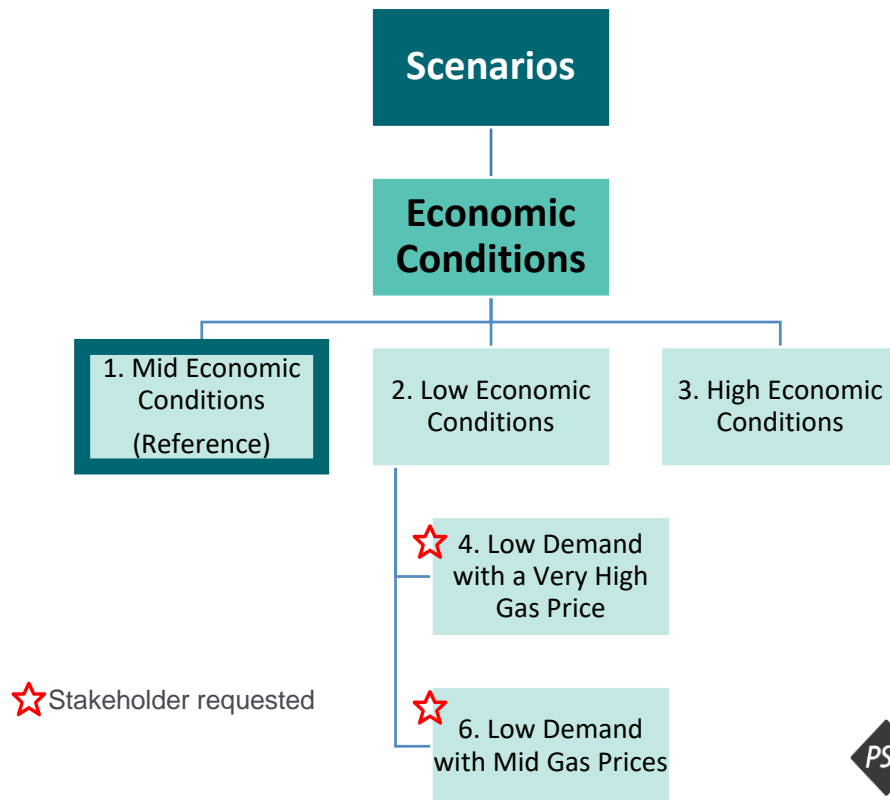 Scenarios
Economic
Conditions
1. Mid Economic
Conditions
(Reference)
2. Low Economic
Conditions
3. High Economic
Conditions
4. Low Demand
with a Very High
Gas Price
Stakeholder requested
6. Low Demand
with Mid Gas Prices
PS